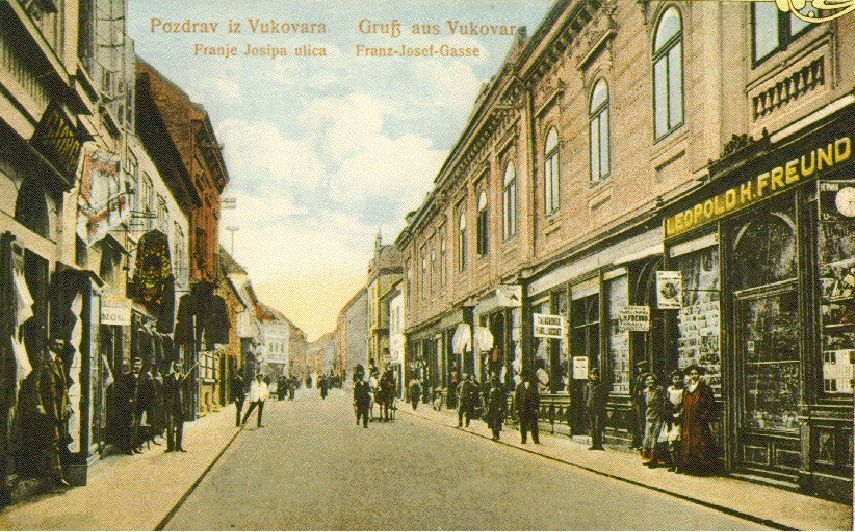 Pozdrav iz Vukovara Gruß aus Vukovar
Franje Josipa ulica Franz-Josef-Gasse
LEOPOLD H. FREUND